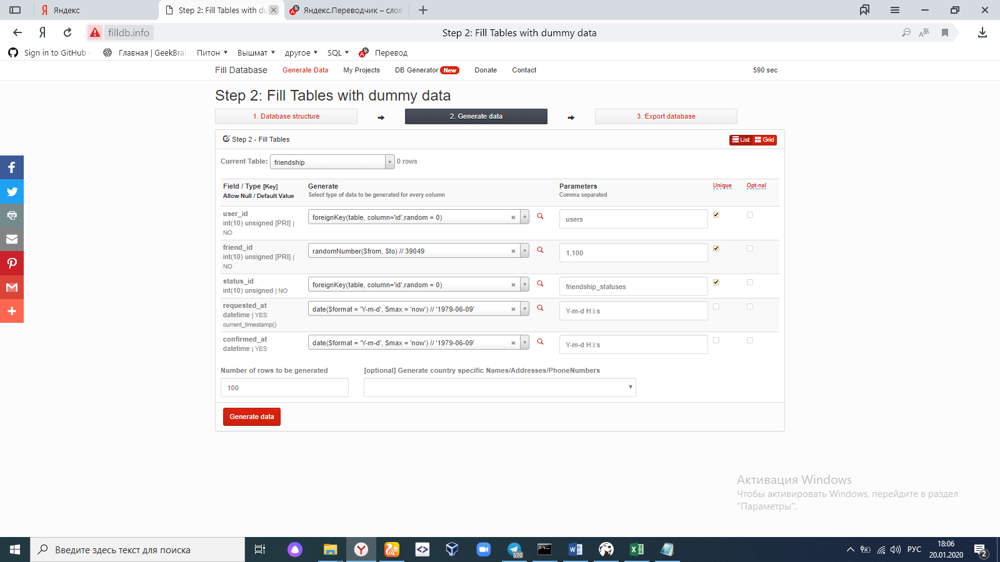 Яндекс
Step 2: Fill Tables with du
Яндекс.Переводчик – слов
filldb.info
Step 2: Fill Tables with dummy data
Sign in to GitHub
Главная | GeekBrai
Питон
Вышмат
другое
SQL
Перевод
Fill Database
Generate Data
My Projects
DB Generator New
Donate
Contact
590 sec
Step 2: Fill Tables with dummy data
1. Database structure
2. Generate data
3. Export database
Step 2 - Fill Tables
List
Grid
Current Table: friendship 0 rows
Field / Type [Key]
Allow Null / Default Value
Generate
Select type of data to be generated for every column
Parameters
Comma separated
Unique
Opt-nal
user_id
int(10) unsigned [PRI] |
NO
foreignKey(table, column='id',random = 0)
users
friend_id
int(10) unsigned [PRI] |
NO
randomNumber($from, $to) // 39049
1,100
status_id
int(10) unsigned | NO
foreignKey(table, column='id',random = 0)
friendship_statuses
requested_at
datetime | YES
current_timestamp()
date($format = 'Y-m-d', $max = 'now') // '1979-06-09'
Y-m-d H:i:s
confirmed_at
datetime | YES
date($format = 'Y-m-d', $max = 'now') // '1979-06-09'
Y-m-d H:i:s
Number of rows to be generated
100
[optional] Generate country specific Names/Addresses/PhoneNumbers
Generate data
Активация Windows
Чтобы активировать Windows, перейдите в раздел
"Параметры".
Введите здесь текст для поиска
570
РУС
18:06
20.01.2020
2